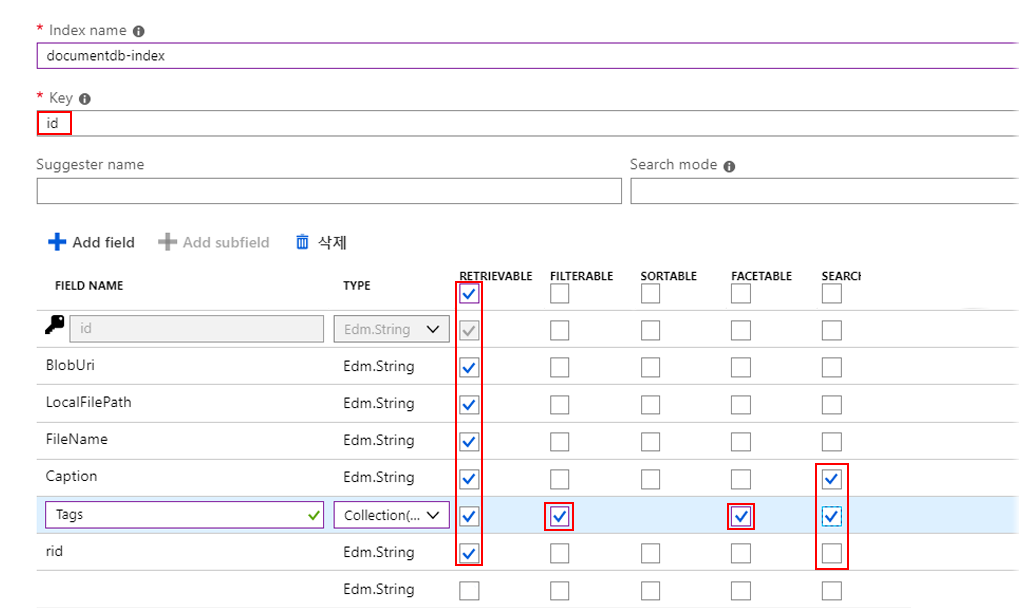 * Index name
documentdb-index
* Key
id
Suggester name Search mode
Add field Add subfield 삭제
FIELD NAME TYPE RETRIEVABLE FILTERABLE SORTABLE FACETABLE SEARCH
id Edm.String
BlobUri Edm.String
LocalFilePath Edm.String
FileName Edm.String
Caption Edm.String
Tags Collection(...
rid Edm.String
Edm.String